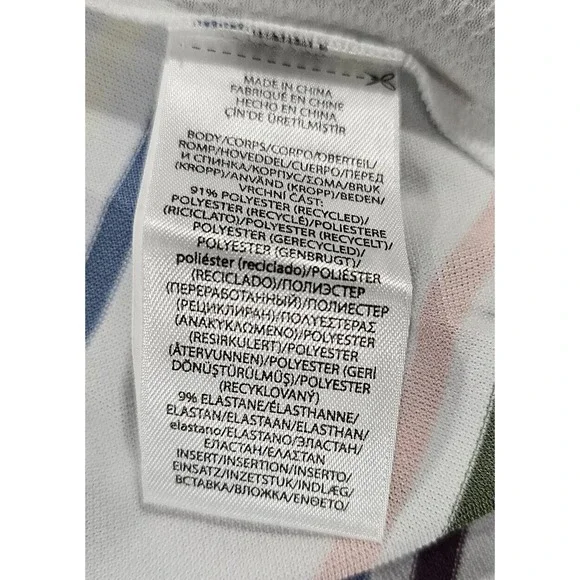 MADE IN CHINA
FABRIQUÉ EN CHINE
HECHO EN CHINA
ÇİN'DE ÜRETİLMİŞTİR
BODY/CORPS/CORPO/OBERTEIL/
ROMP/HOVEDDEL/CUERPO/ПЕРЕД
И СПИНКА/КОРПУС/ΣΩΜΑ/BRUK
(KROPP)/ANVÄND (KROPP)/BEDEN/
VRCHNÍ ČÁST:
91% POLYESTER (RECYCLED)/
POLYESTER (RECYCLÉ)/POLIESTERE
(RICICLATO)/POLYESTER (RECYCELT)/
POLYESTER (GERECYCLED)/
POLYESTER (GENBRUGT)/
poliéster (reciclado)/POLIÉSTER
(RECICLADO)/ПОЛИЭСТЕР
(ПЕРЕРАБОТАННЫЙ)/ПОЛИЕСТЕР
(РЕЦИКЛИРАН)/ΠΟΛΥΕΣΤΕΡΑΣ
(ΑΝΑΚΥΚΛΩΜΕΝΟ)/POLYESTER
(RESIRKULERT)/POLYESTER
(ÅTERVUNNEN)/POLYESTER (GERİ
DÖNÜŞTÜRÜLMÜŞ)/POLYESTER
(RECYKLOVANÝ)
9% ELASTANE/ÉLASTHANNE/
ELASTAN/ELASTAAN/ELASTHAN/
elastano/ELASTANO/ЭЛАСТАН/
ЕЛАСТАН/ΕΛΑΣΤΑΝ
INSERT/INSERTION/INSERTO/
EINSATZ/INZETSTUK/INDLÆG/
ВСТАВКА/ВЛОЖКА/ΕΝΘΕΤΟ/